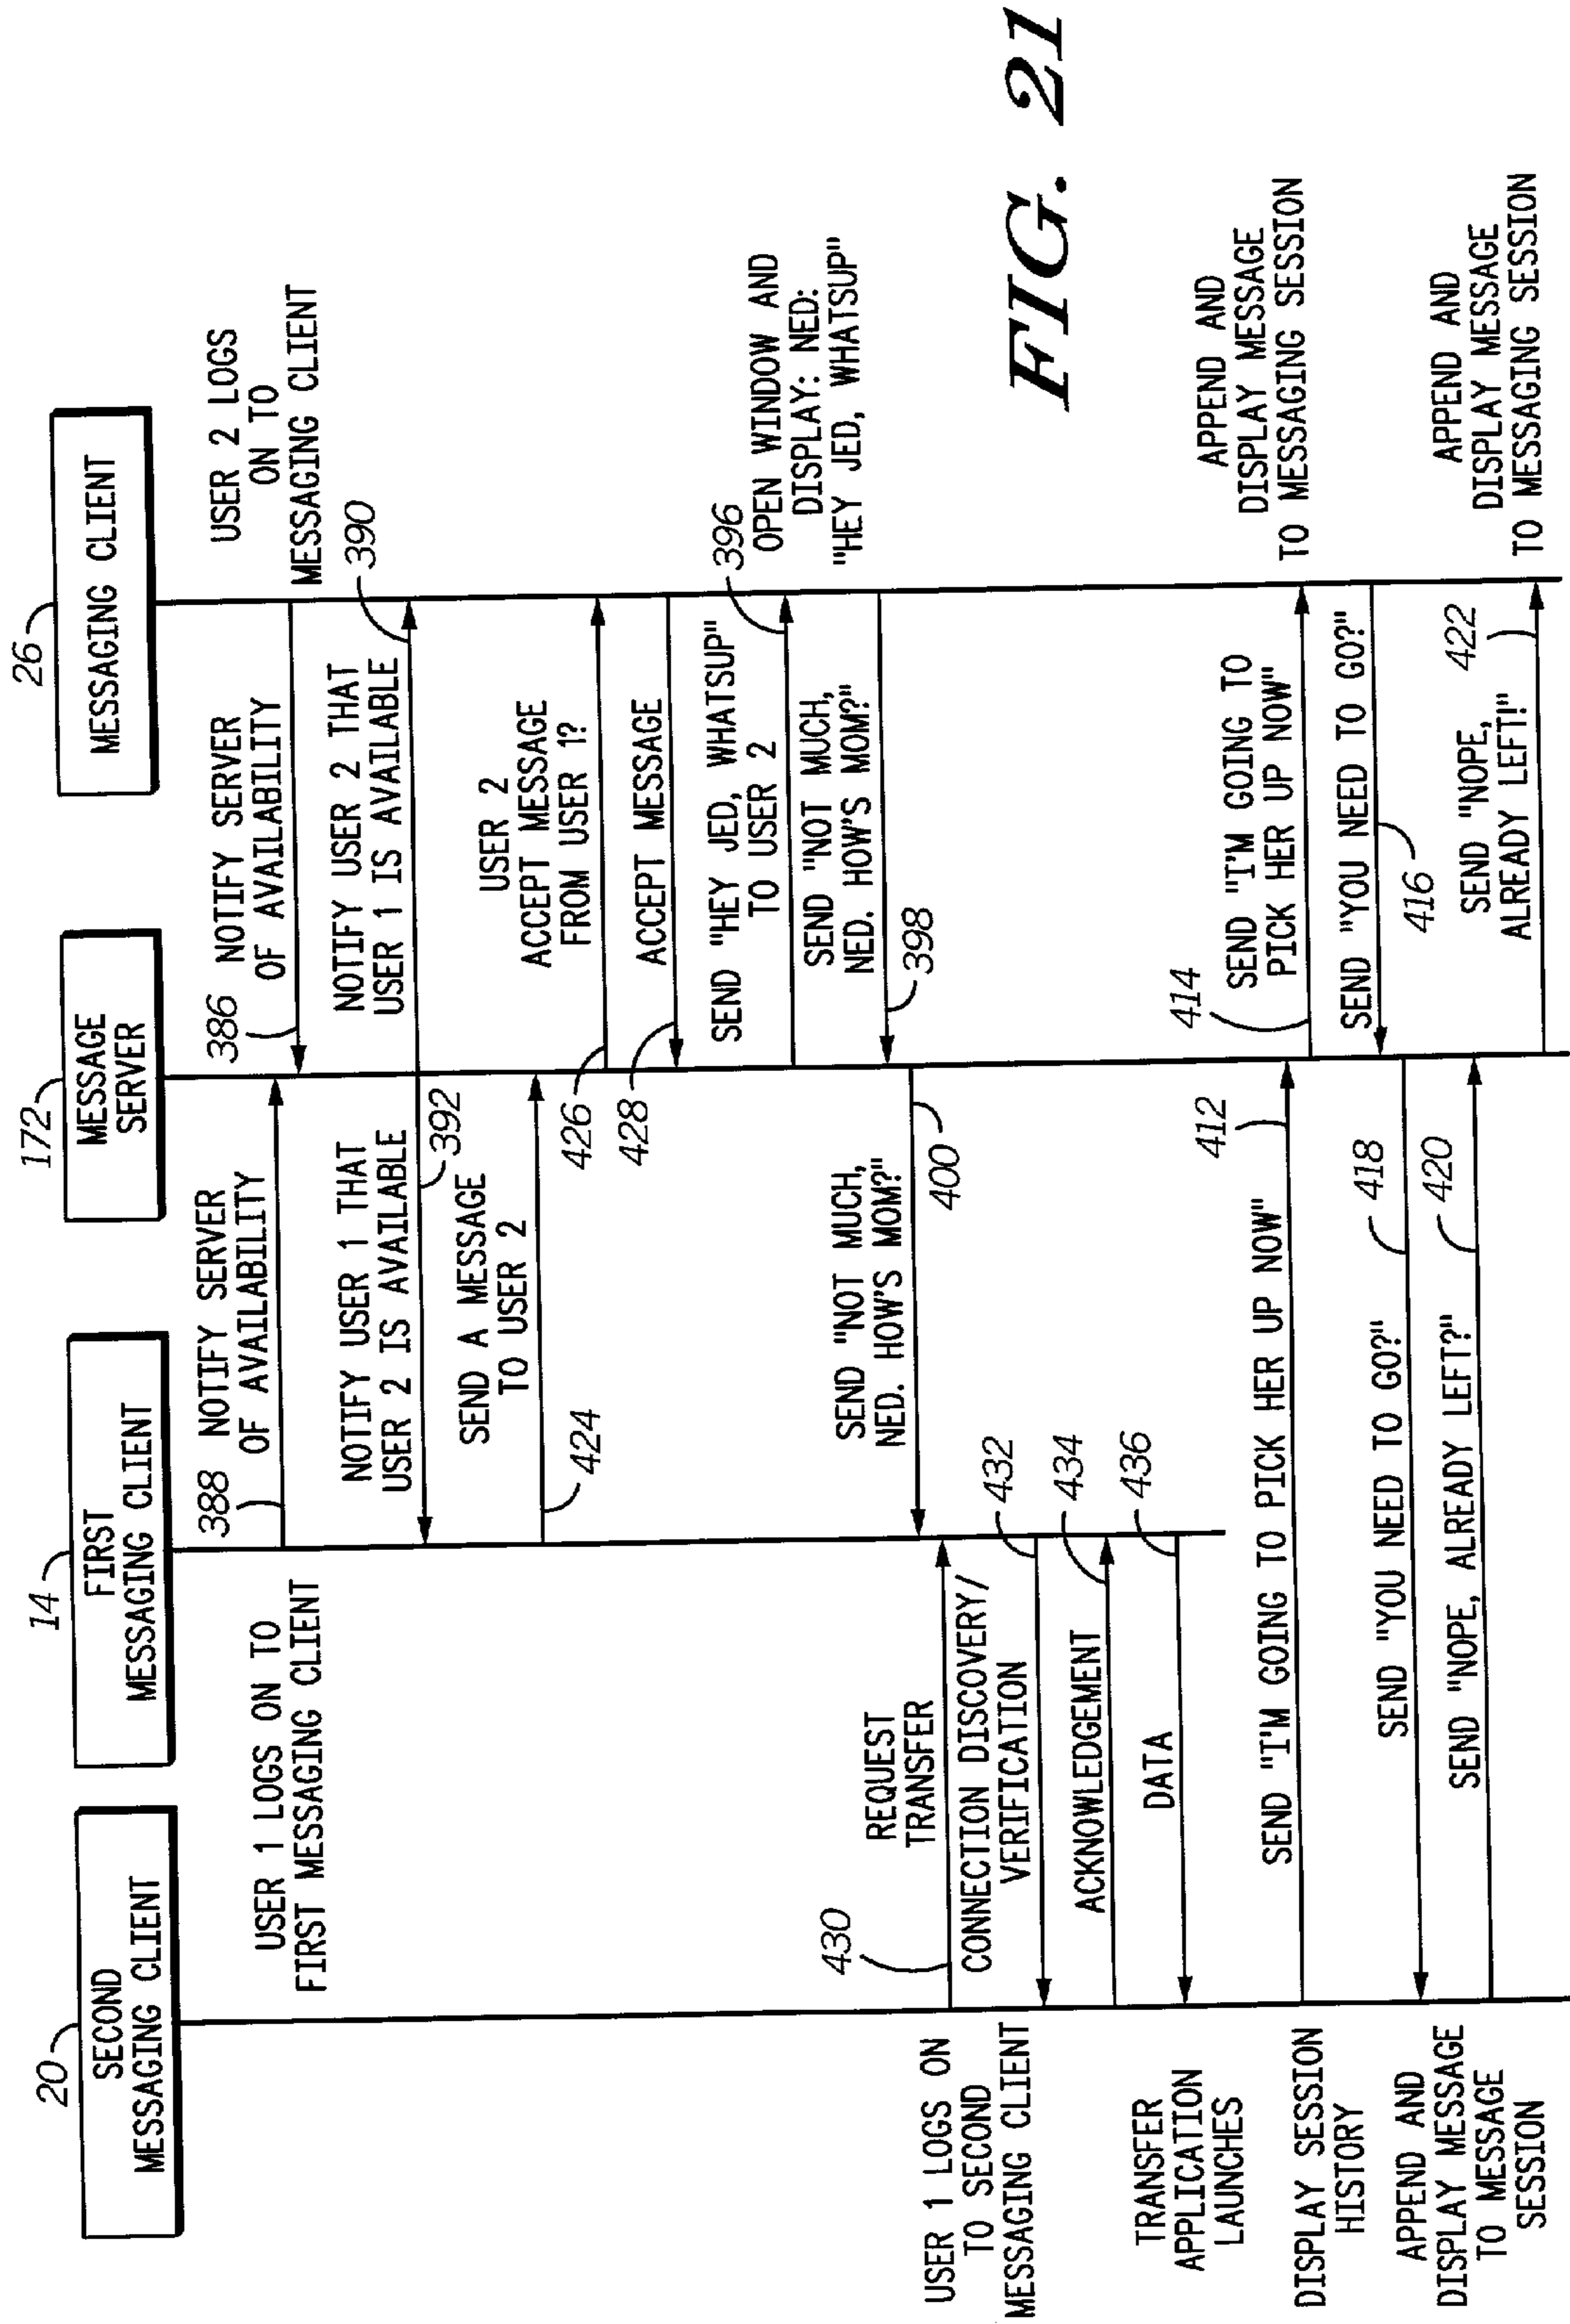 20
SECOND
MESSAGING CLIENT
14
FIRST
MESSAGING CLIENT
172
MESSAGE
SERVER
26
MESSAGING CLIENT
USER 1 LOGS ON TO
FIRST MESSAGING CLIENT
388
NOTIFY SERVER
OF AVAILABILITY
386
NOTIFY SERVER
OF AVAILABILITY
USER 2 LOGS
ON TO
MESSAGING CLIENT
NOTIFY USER 1 THAT
USER 2 IS AVAILABLE
392
NOTIFY USER 2 THAT
USER 1 IS AVAILABLE
390
SEND A MESSAGE
TO USER 2
424
USER 2
ACCEPT MESSAGE
FROM USER 1?
426
ACCEPT MESSAGE
428
SEND "HEY JED, WHATSUP"
TO USER 2
396
OPEN WINDOW AND
DISPLAY: NED:
"HEY JED, WHATSUP"
SEND "NOT MUCH,
NED. HOW'S MOM?"
398
SEND "NOT MUCH,
NED. HOW'S MOM?"
400
USER 1 LOGS ON
TO SECOND
MESSAGING CLIENT
430
REQUEST
TRANSFER
CONNECTION DISCOVERY/
VERIFICATION
432
ACKNOWLEDGEMENT
434
TRANSFER
APPLICATION
LAUNCHES
DATA
436
DISPLAY SESSION
HISTORY
SEND "I'M GOING TO PICK HER UP NOW"
412
414
SEND "I'M GOING TO
PICK HER UP NOW"
APPEND AND
DISPLAY MESSAGE
TO MESSAGING SESSION
SEND "YOU NEED TO GO?"
416
APPEND AND
DISPLAY MESSAGE
TO MESSAGE
SESSION
SEND "YOU NEED TO GO?"
418
SEND "NOPE, ALREADY LEFT?"
420
SEND "NOPE,
ALREADY LEFT!"
422
APPEND AND
DISPLAY MESSAGE
TO MESSAGING SESSION
FIG. 21